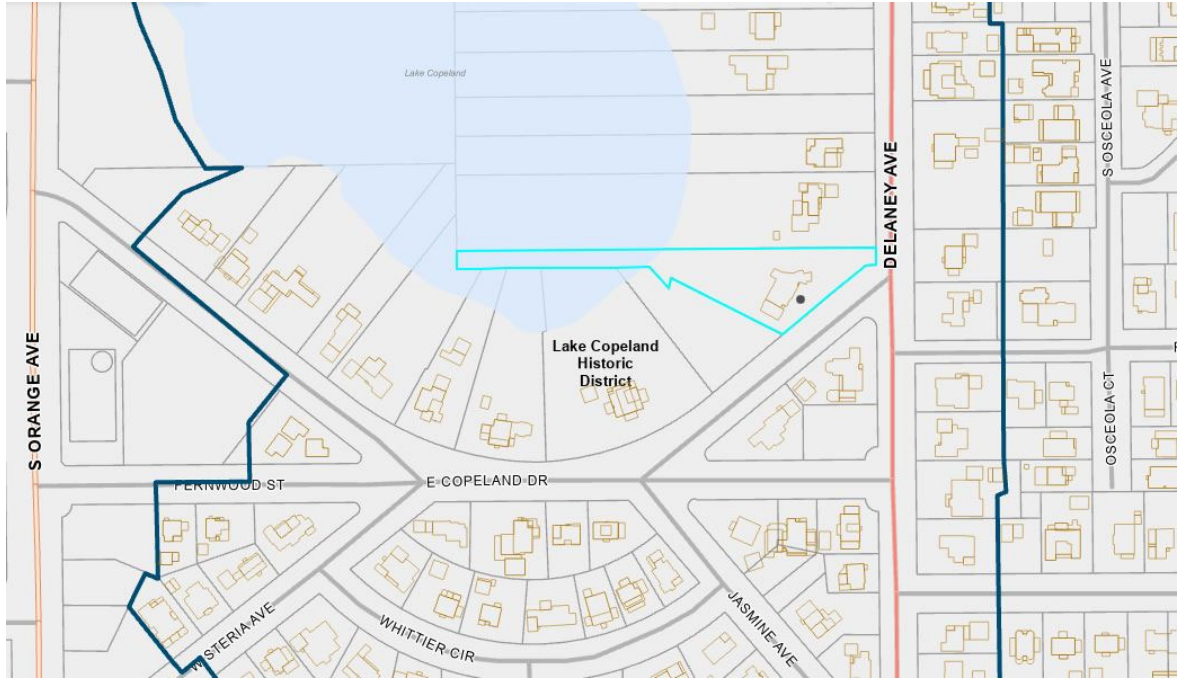 Lake Copeland
S OSCEOLA AVE
DELANEY AVE
S ORANGE AVE
Lake Copeland
Historic
District
OSCEOLA CT
FERNWOOD ST
E COPELAND DR
WISTERIA AVE
WHITTIER CIR
JASMINE AVE